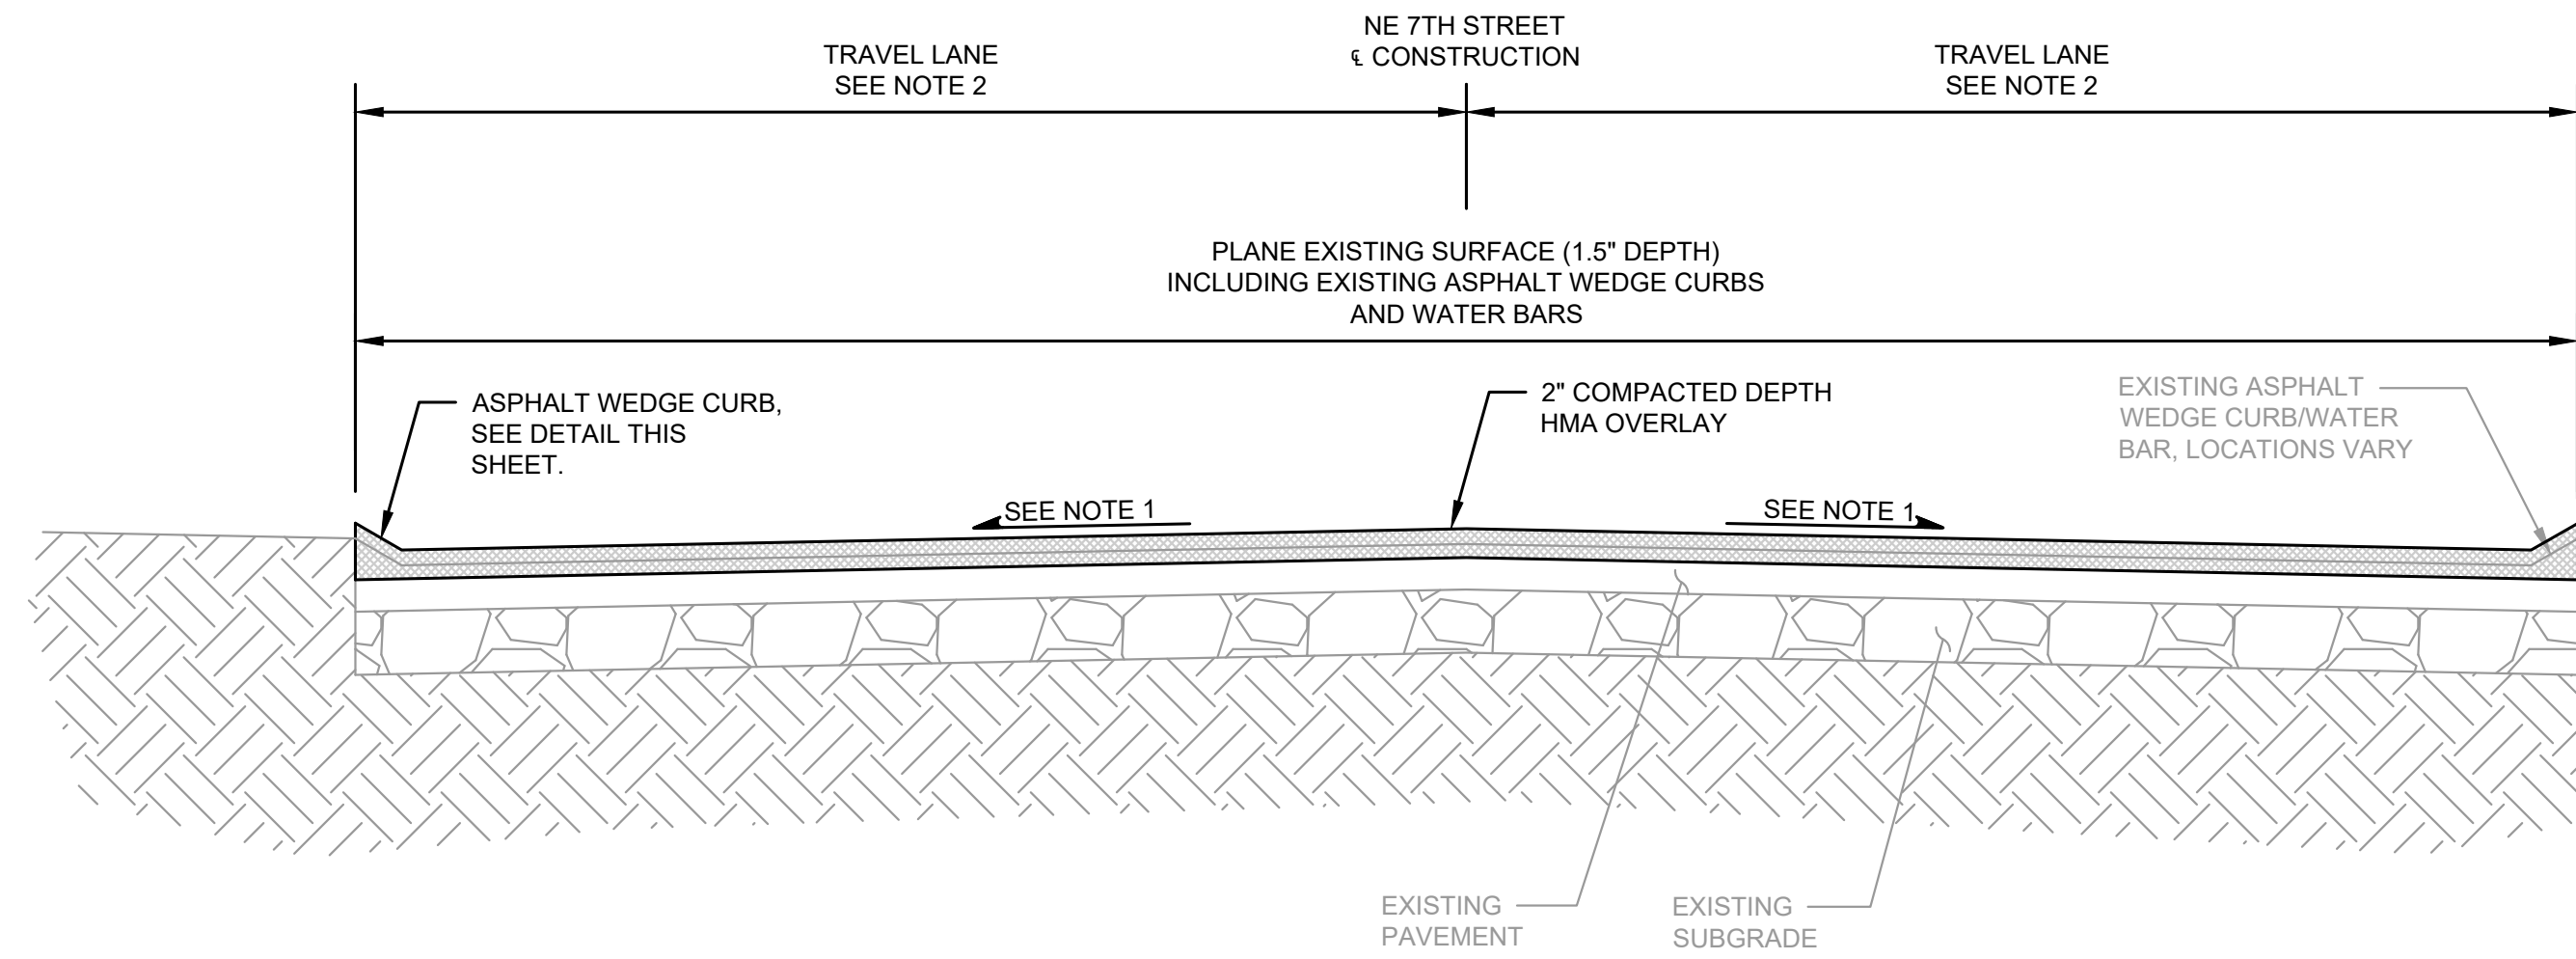 NE 7TH STREET
℄ CONSTRUCTION
TRAVEL LANE
SEE NOTE 2
TRAVEL LANE
SEE NOTE 2
PLANE EXISTING SURFACE (1.5" DEPTH)
INCLUDING EXISTING ASPHALT WEDGE CURBS
AND WATER BARS
ASPHALT WEDGE CURB,
SEE DETAIL THIS
SHEET.
2" COMPACTED DEPTH
HMA OVERLAY
EXISTING ASPHALT
WEDGE CURB/WATER
BAR, LOCATIONS VARY
SEE NOTE 1
SEE NOTE 1
EXISTING
PAVEMENT
EXISTING
SUBGRADE